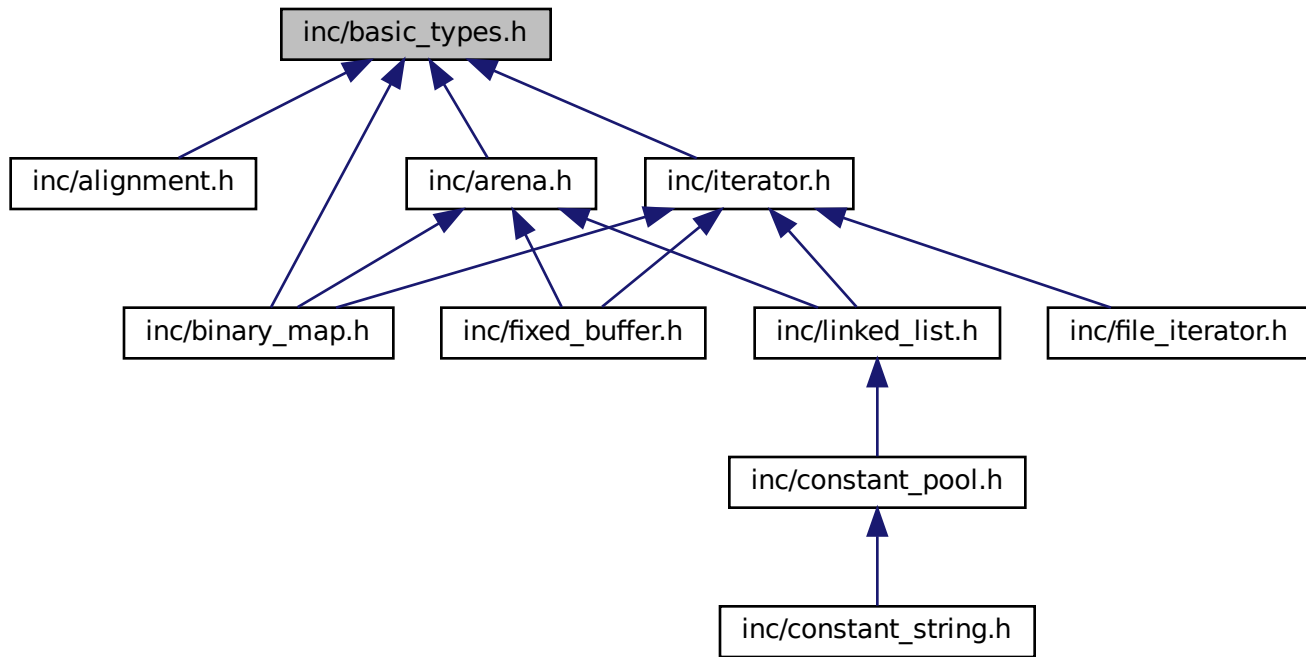 inc/basic_types.h
inc/alignment.h
inc/arena.h
inc/iterator.h
inc/binary_map.h
inc/fixed_buffer.h
inc/linked_list.h
inc/file_iterator.h
inc/constant_pool.h
inc/constant_string.h